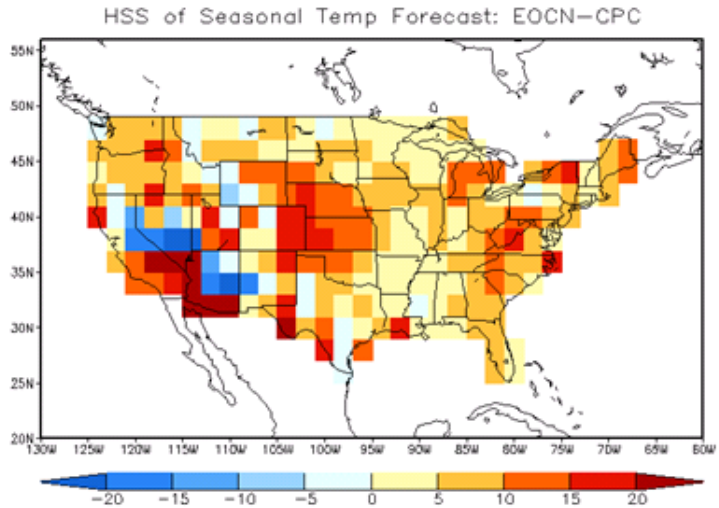 HSS of Seasonal Temp Forecast: EOCN-CPC
55N
50N
45N
40N
35N
30N
25N
20N
130W 125W 120W 115W 110W 105W 100W 95W 90W 85W 80W 75W 70W 65W 60W
-20 -15 -10 -5 0 5 10 15 20